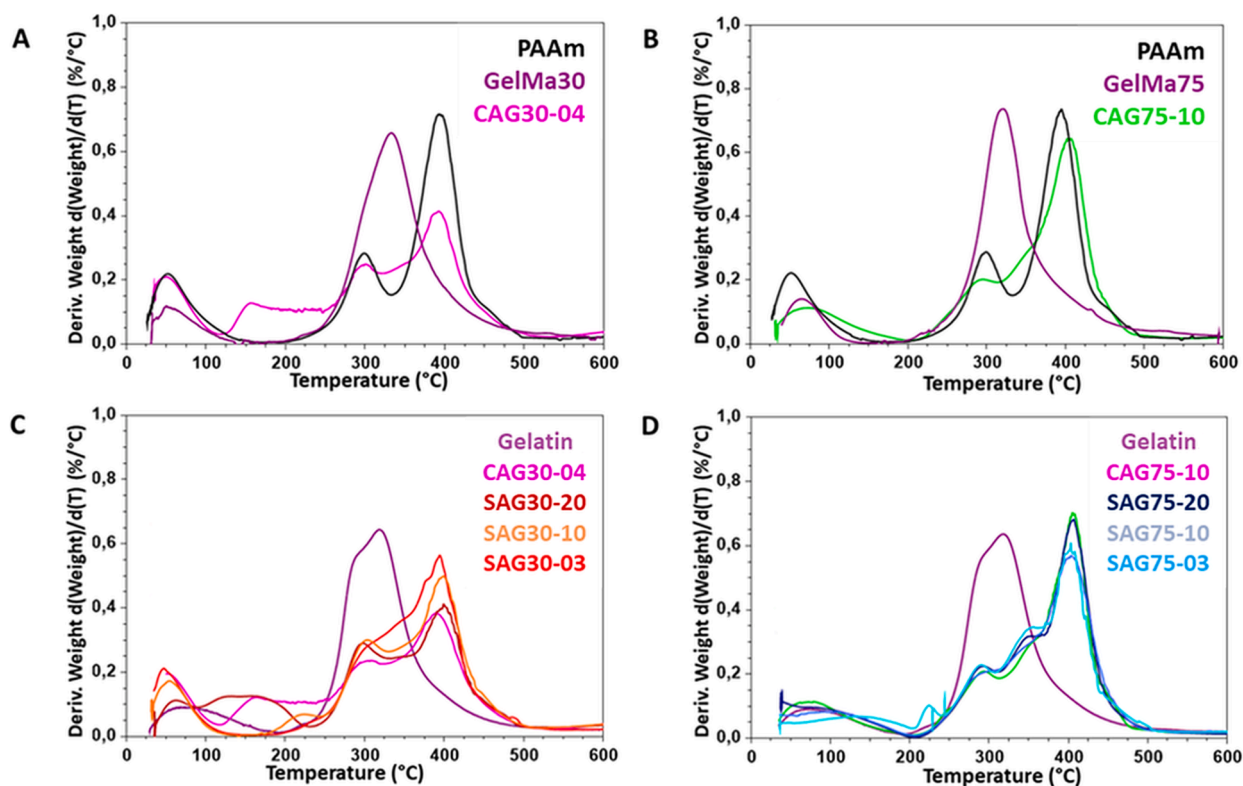 A
Deriv. Weight d(Weight)/d(T) (%/°C)
1,0
0,8
0,6
0,4
0,2
0,0
PAAm
GelMa30
CAG30-04
0 100 200 300 400 500 600
Temperature (°C)
B
Deriv. Weight d(Weight)/d(T) (%/°C)
1,0
0,8
0,6
0,4
0,2
0,0
PAAm
GelMa75
CAG75-10
0 100 200 300 400 500 600
Temperature (°C)
C
Deriv. Weight d(Weight)/d(T) (%/°C)
1,0
0,8
0,6
0,4
0,2
0,0
Gelatin
CAG30-04
SAG30-20
SAG30-10
SAG30-03
0 100 200 300 400 500 600
Temperature (°C)
D
Deriv. Weight d(Weight)/d(T) (%/°C)
1,0
0,8
0,6
0,4
0,2
0,0
Gelatin
CAG75-10
SAG75-20
SAG75-10
SAG75-03
0 100 200 300 400 500 600
Temperature (°C)